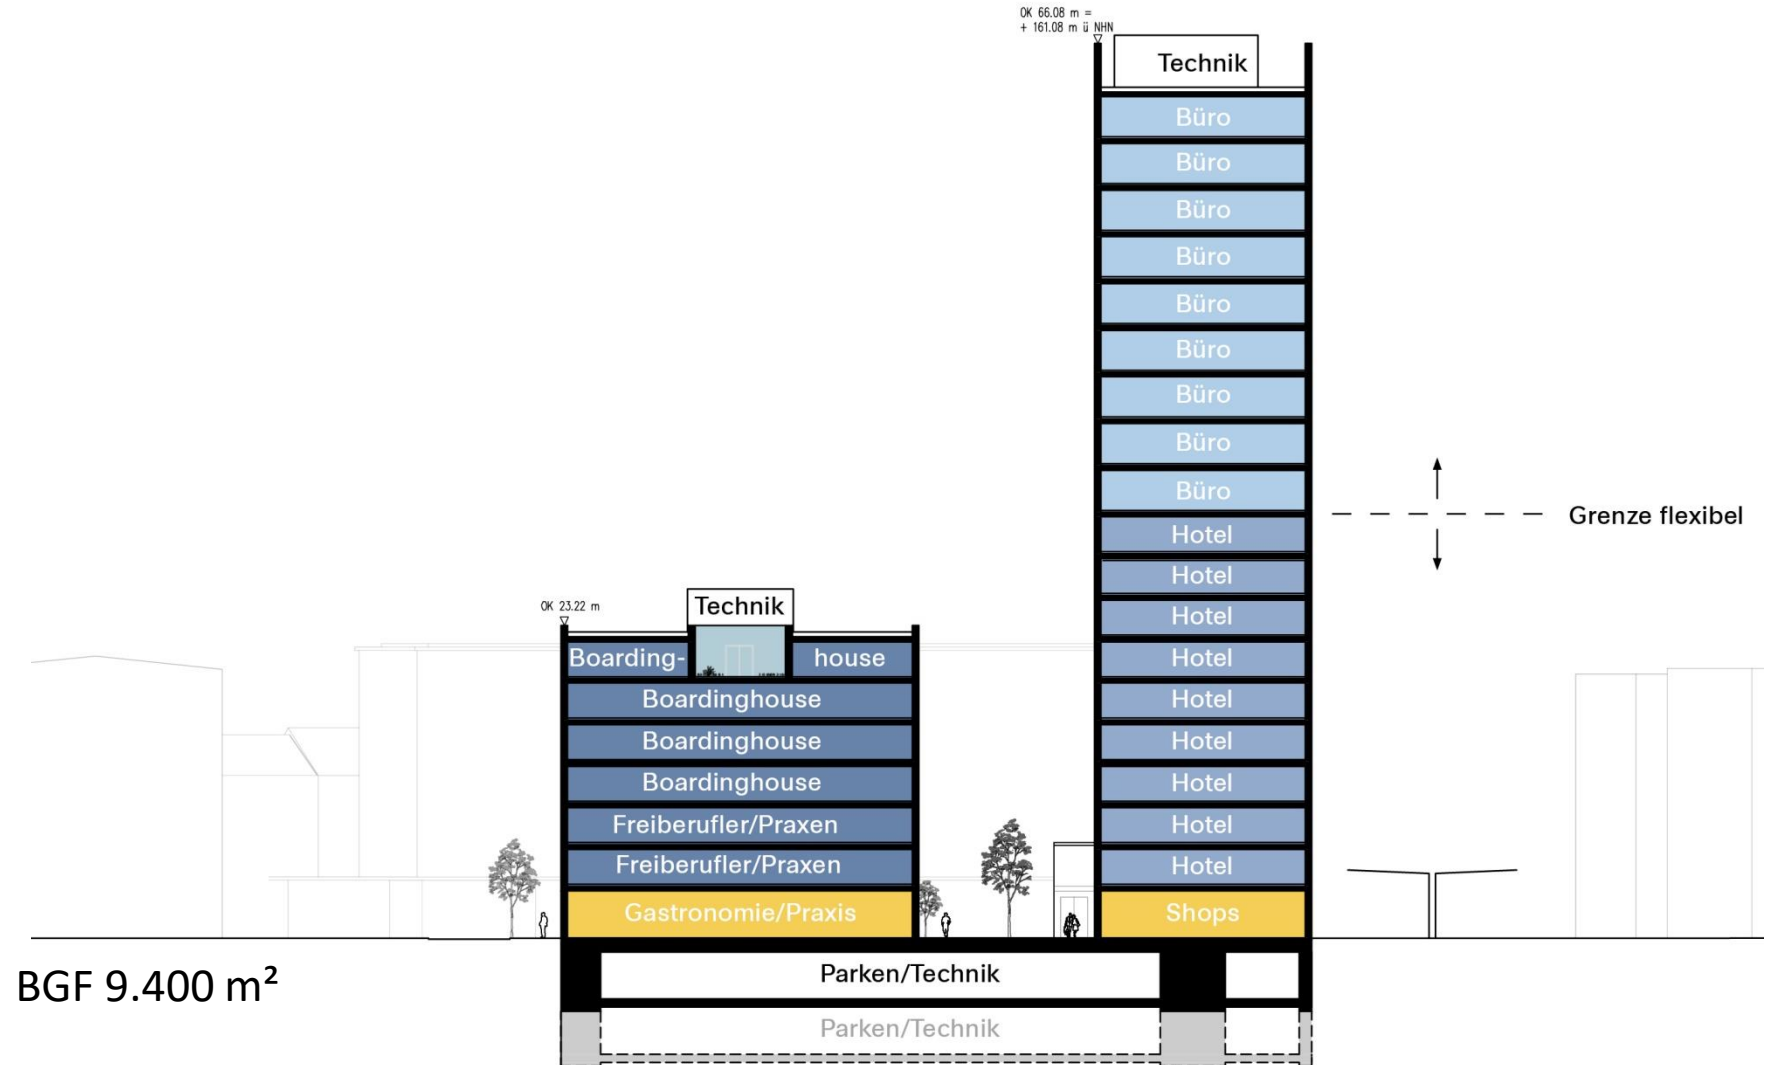 OK 66.08 m =
+ 161.08 m ü NHN
Technik
Büro
Büro
Büro
Büro
Büro
Büro
Büro
Büro
Büro
Grenze flexibel
Hotel
Hotel
Hotel
Hotel
Hotel
Hotel
Hotel
Hotel
Hotel
Shops
OK 23.22 m
Technik
Boarding- house
Boardinghouse
Boardinghouse
Boardinghouse
Freiberufler/Praxen
Freiberufler/Praxen
Gastronomie/Praxis
Parken/Technik
Parken/Technik
BGF 9.400 m²